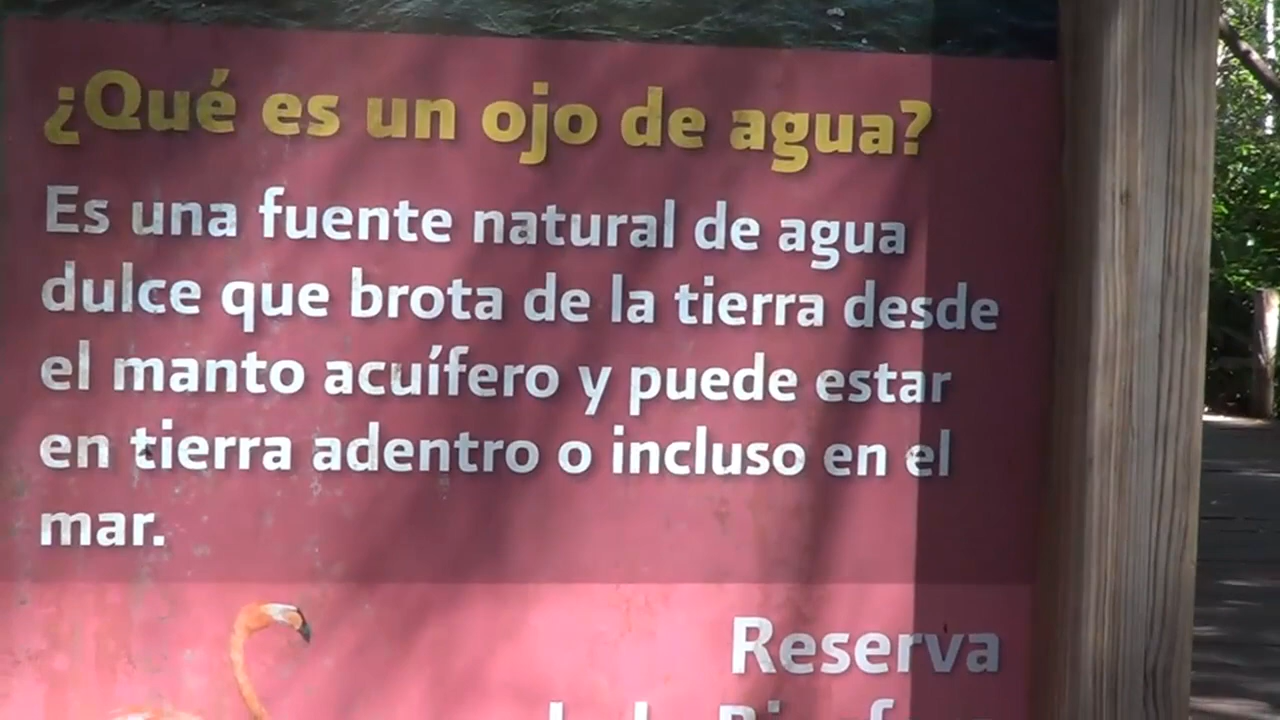 ¿Qué es un ojo de agua?
Es una fuente natural de agua
dulce que brota de la tierra desde
el manto acuífero y puede estar
en tierra adentro o incluso en el
mar.
Reserva